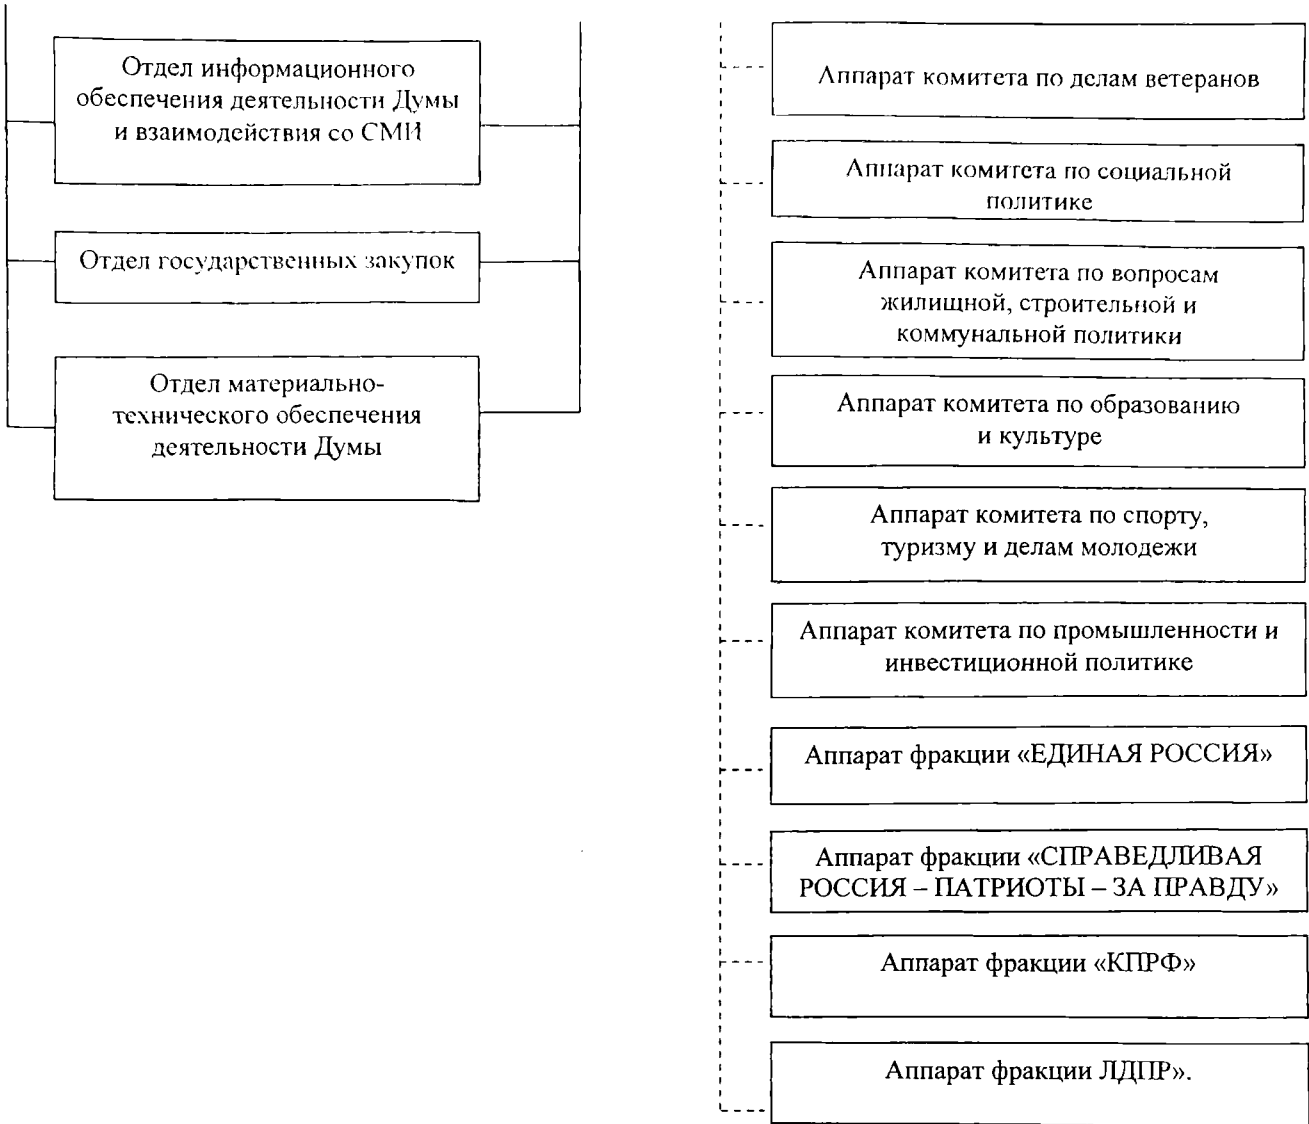 Отдел информационного
обеспечения деятельности Думы
и взаимодействия со СМИ
Отдел государственных закупок
Отдел материально-
технического обеспечения
деятельности Думы
Аппарат комитета по делам ветеранов
Аппарат комитета по социальной
политике
Аппарат комитета по вопросам
жилищной, строительной и
коммунальной политики
Аппарат комитета по образованию
и культуре
Аппарат комитета по спорту,
туризму и делам молодежи
Аппарат комитета по промышленности и
инвестиционной политике
Аппарат фракции «ЕДИНАЯ РОССИЯ»
Аппарат фракции «СПРАВЕДЛИВАЯ
РОССИЯ – ПАТРИОТЫ – ЗА ПРАВДУ»
Аппарат фракции «КПРФ»
Аппарат фракции ЛДПР».